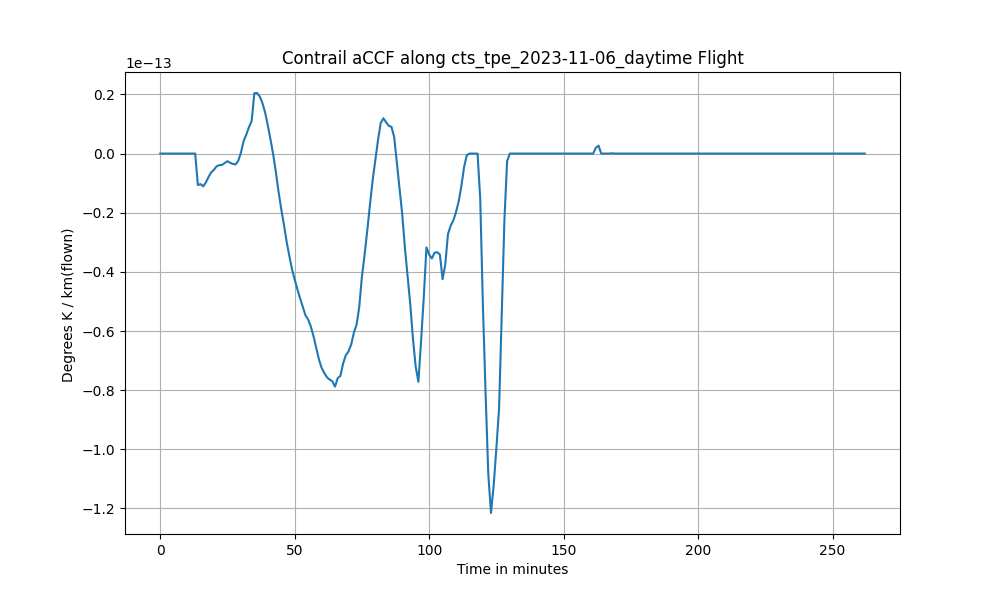 Contrail aCCF along cts_tpe_2023-11-06_daytime Flight
1e−13
0.2
0.0
−0.2
−0.4
−0.6
−0.8
−1.0
−1.2
Degrees K / km(flown)
0 50 100 150 200 250
Time in minutes